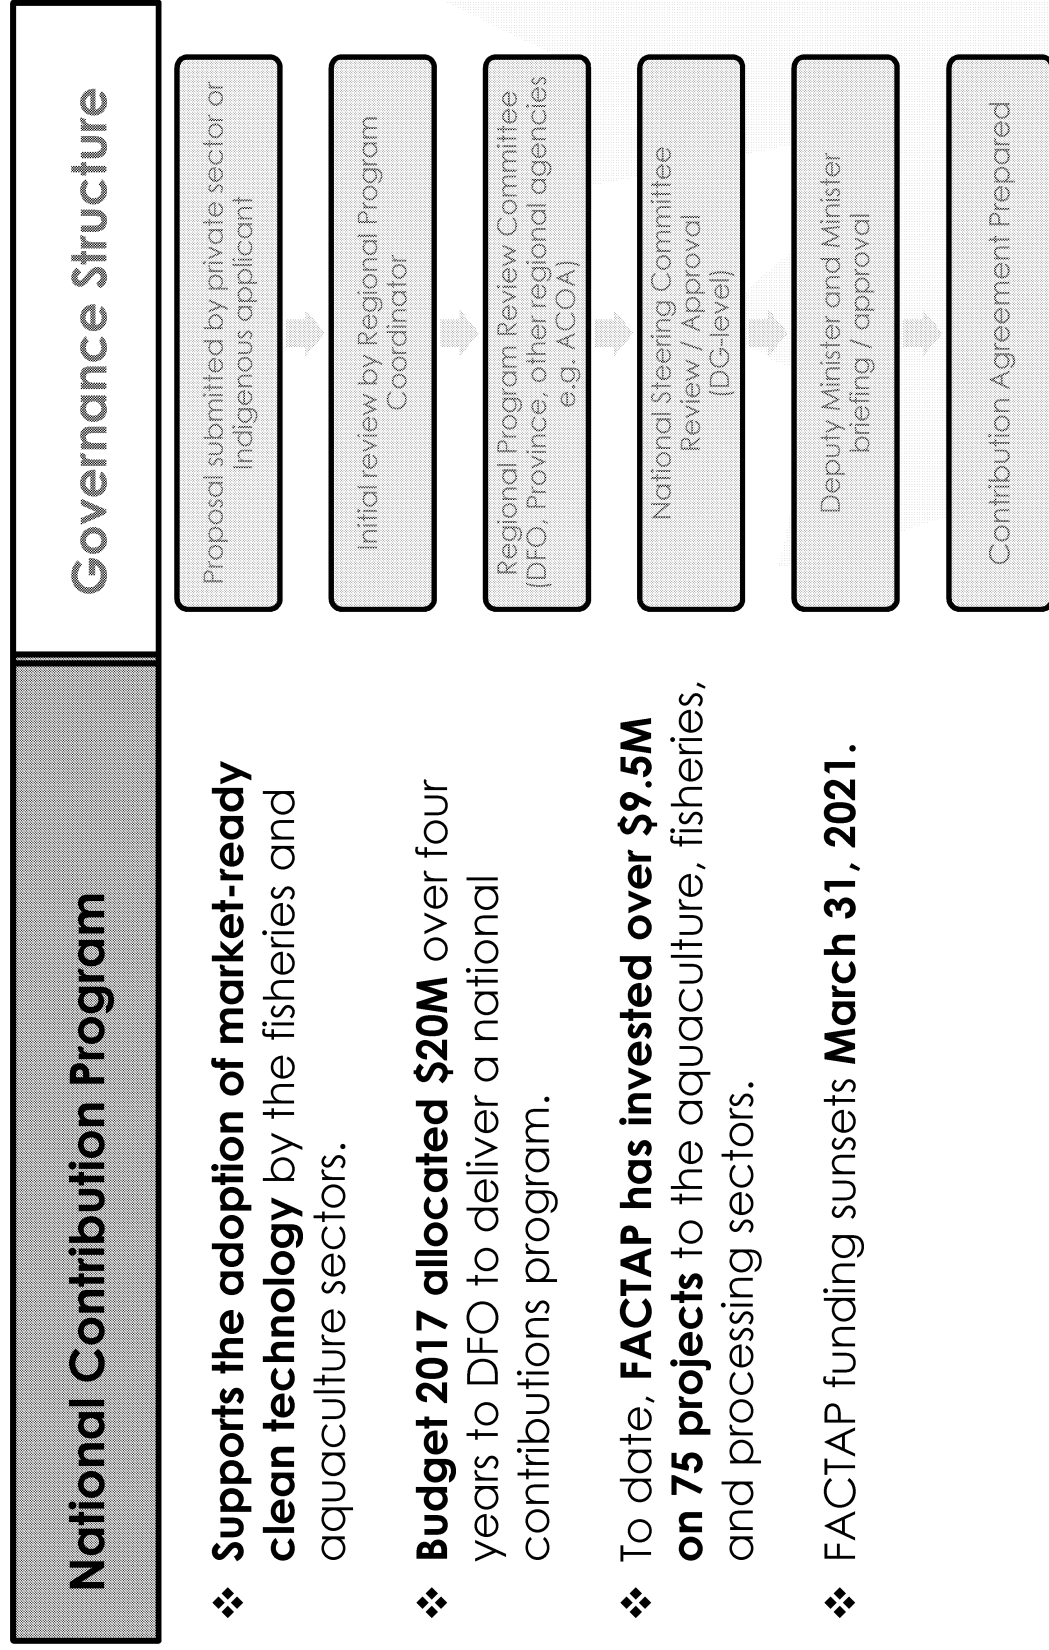 National Contribution Program
Supports the adoption of market-ready
clean technology by the fisheries and
aquaculture sectors.
Budget 2017 allocated $20M over four
years to DFO to deliver a national
contributions program.
To date, FACTAP has invested over $9.5M
on 75 projects to the aquaculture, fisheries,
and processing sectors.
FACTAP funding sunsets March 31, 2021.
Governance Structure
Proposal submitted by private sector or
Indigenous applicant
Initial review by Regional Program
Coordinator
Regional Program Review Committee
(DFO, Province, other regional agencies
e.g. ACOA)
National Steering Committee
Review / Approval
(DG-level)
Deputy Minister and Minister
briefing / approval
Contribution Agreement Prepared